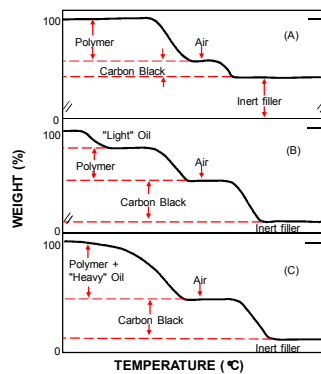 100
Polymer
Air
(A)
Carbon Black
Inert
filler
0
100
"Light" Oil
Polymer
Air
(B)
Carbon Black
0
Inert filler
100
Polymer +
"Heavy" Oil
Air
(C)
Carbon Black
0
Inert filler
WEIGHT (%)
TEMPERATURE (°C)